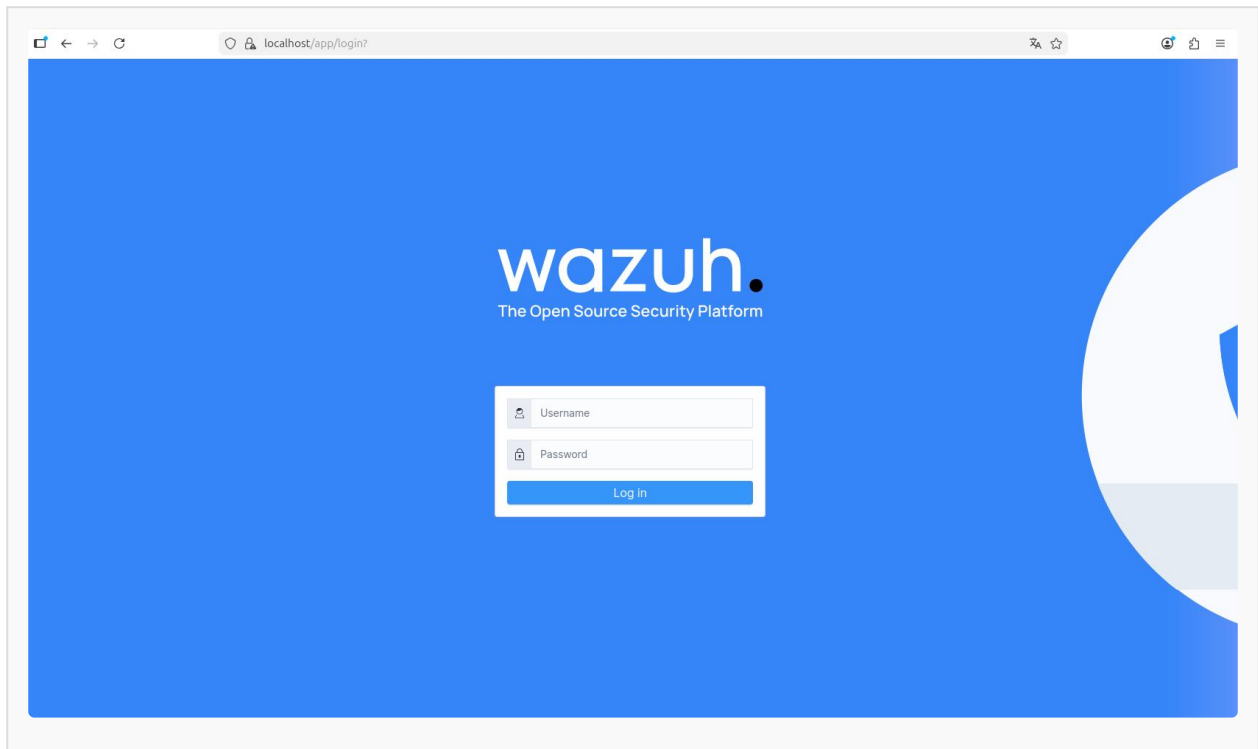 localhost/app/login?
wazuh.
The Open Source Security Platform
Username
Password
Log in